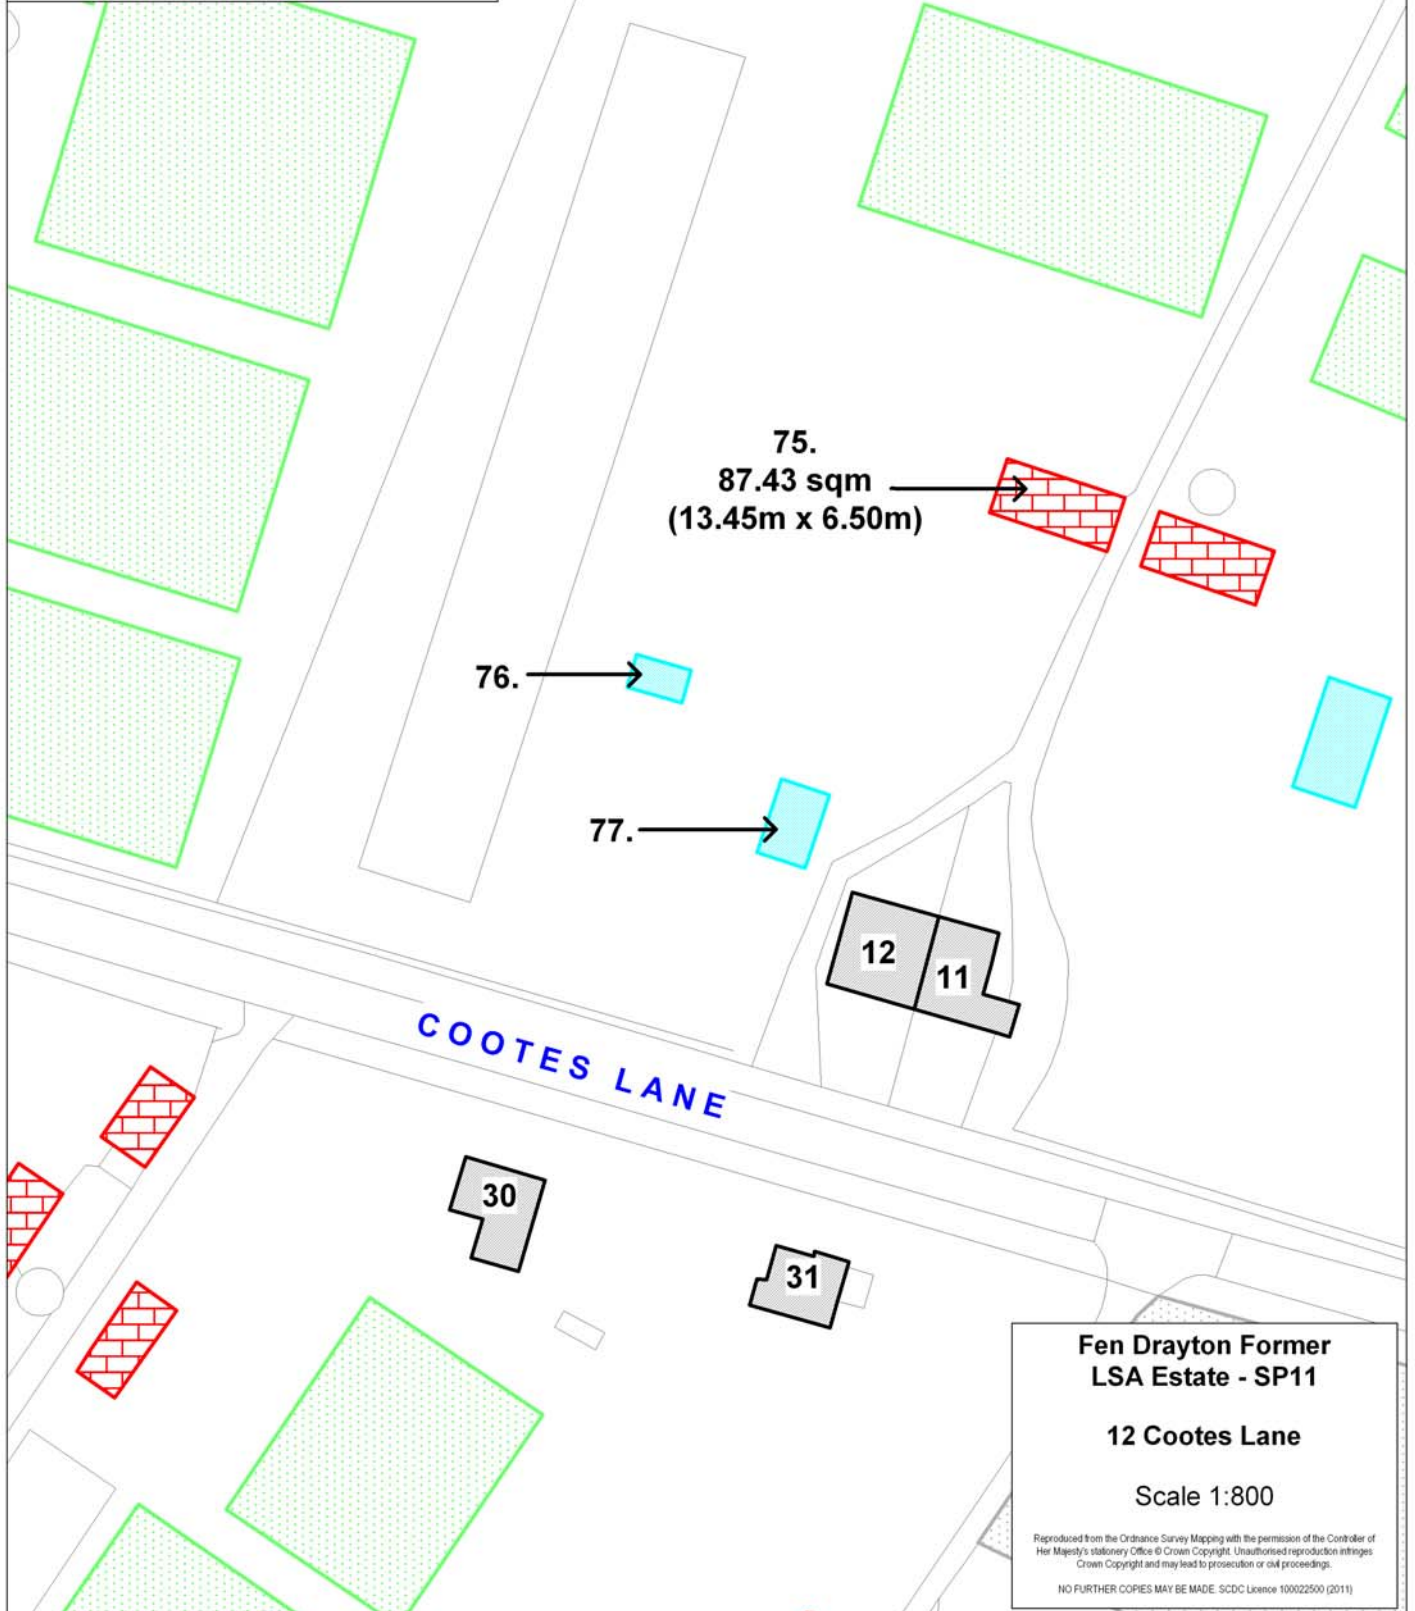 75.
87.43 sqm
(13.45m x 6.50m)
76.
77.
12
11
COOTES LANE
30
31
Fen Drayton Former
LSA Estate - SP11
12 Cootes Lane
Scale 1:800
Reproduced from the Ordnance Survey Mapping with the permission of the Controller of
Her Majesty's stationery Office © Crown Copyright. Unauthorised reproduction infringes
Crown Copyright and may lead to prosecution or civil proceedings.
NO FURTHER COPIES MAY BE MADE. SCDC Licence 100022500 (2011)